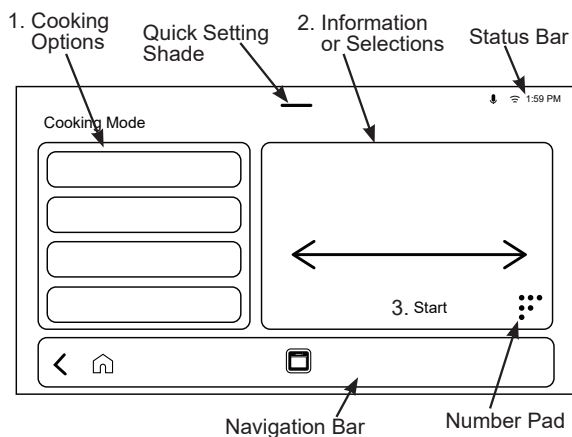 1. Cooking
Options
Quick Setting
Shade
2. Information
or Selections
Status Bar
1:59 PM
Cooking Mode
3. Start
Navigation Bar
Number Pad